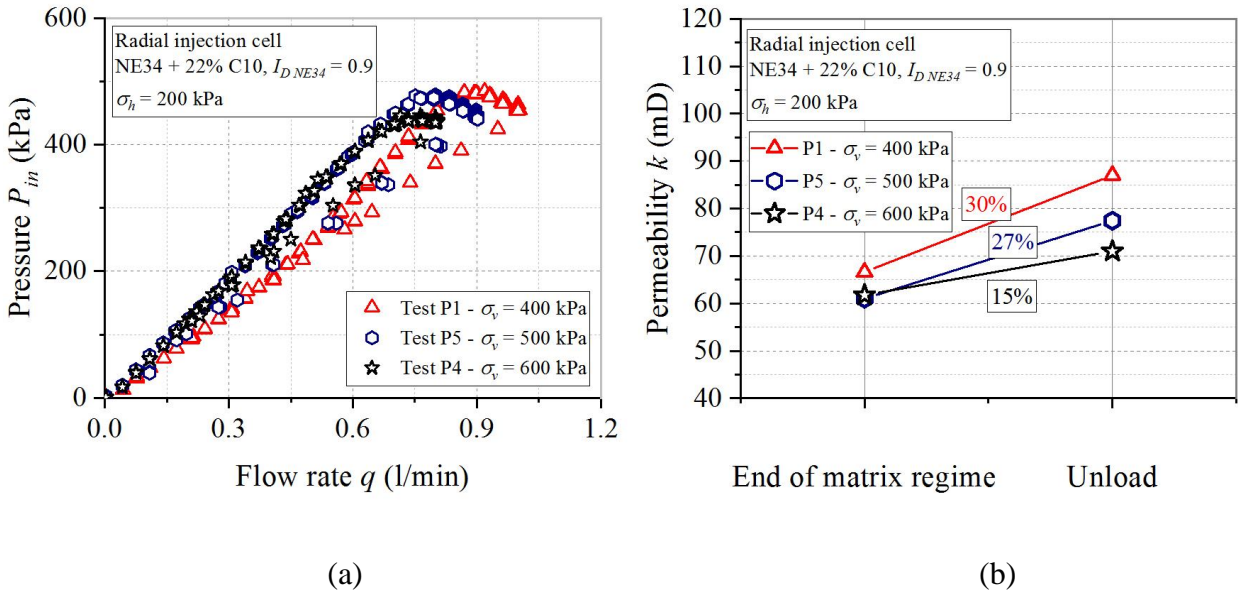 600
400
200
0
Pressure P_in (kPa)
Radial injection cell
NE34 + 22% C10, I_D NE34 = 0.9
σ_h = 200 kPa
Test P1 - σ_v = 400 kPa
Test P5 - σ_v = 500 kPa
Test P4 - σ_v = 600 kPa
0.0 0.3 0.6 0.9 1.2
Flow rate q (l/min)
(a)
120
110
100
90
80
70
60
50
40
Permeability k (mD)
Radial injection cell
NE34 + 22% C10, I_D NE34 = 0.9
σ_h = 200 kPa
P1 - σ_v = 400 kPa
P5 - σ_v = 500 kPa
P4 - σ_v = 600 kPa
30%
27%
15%
End of matrix regime Unload
(b)